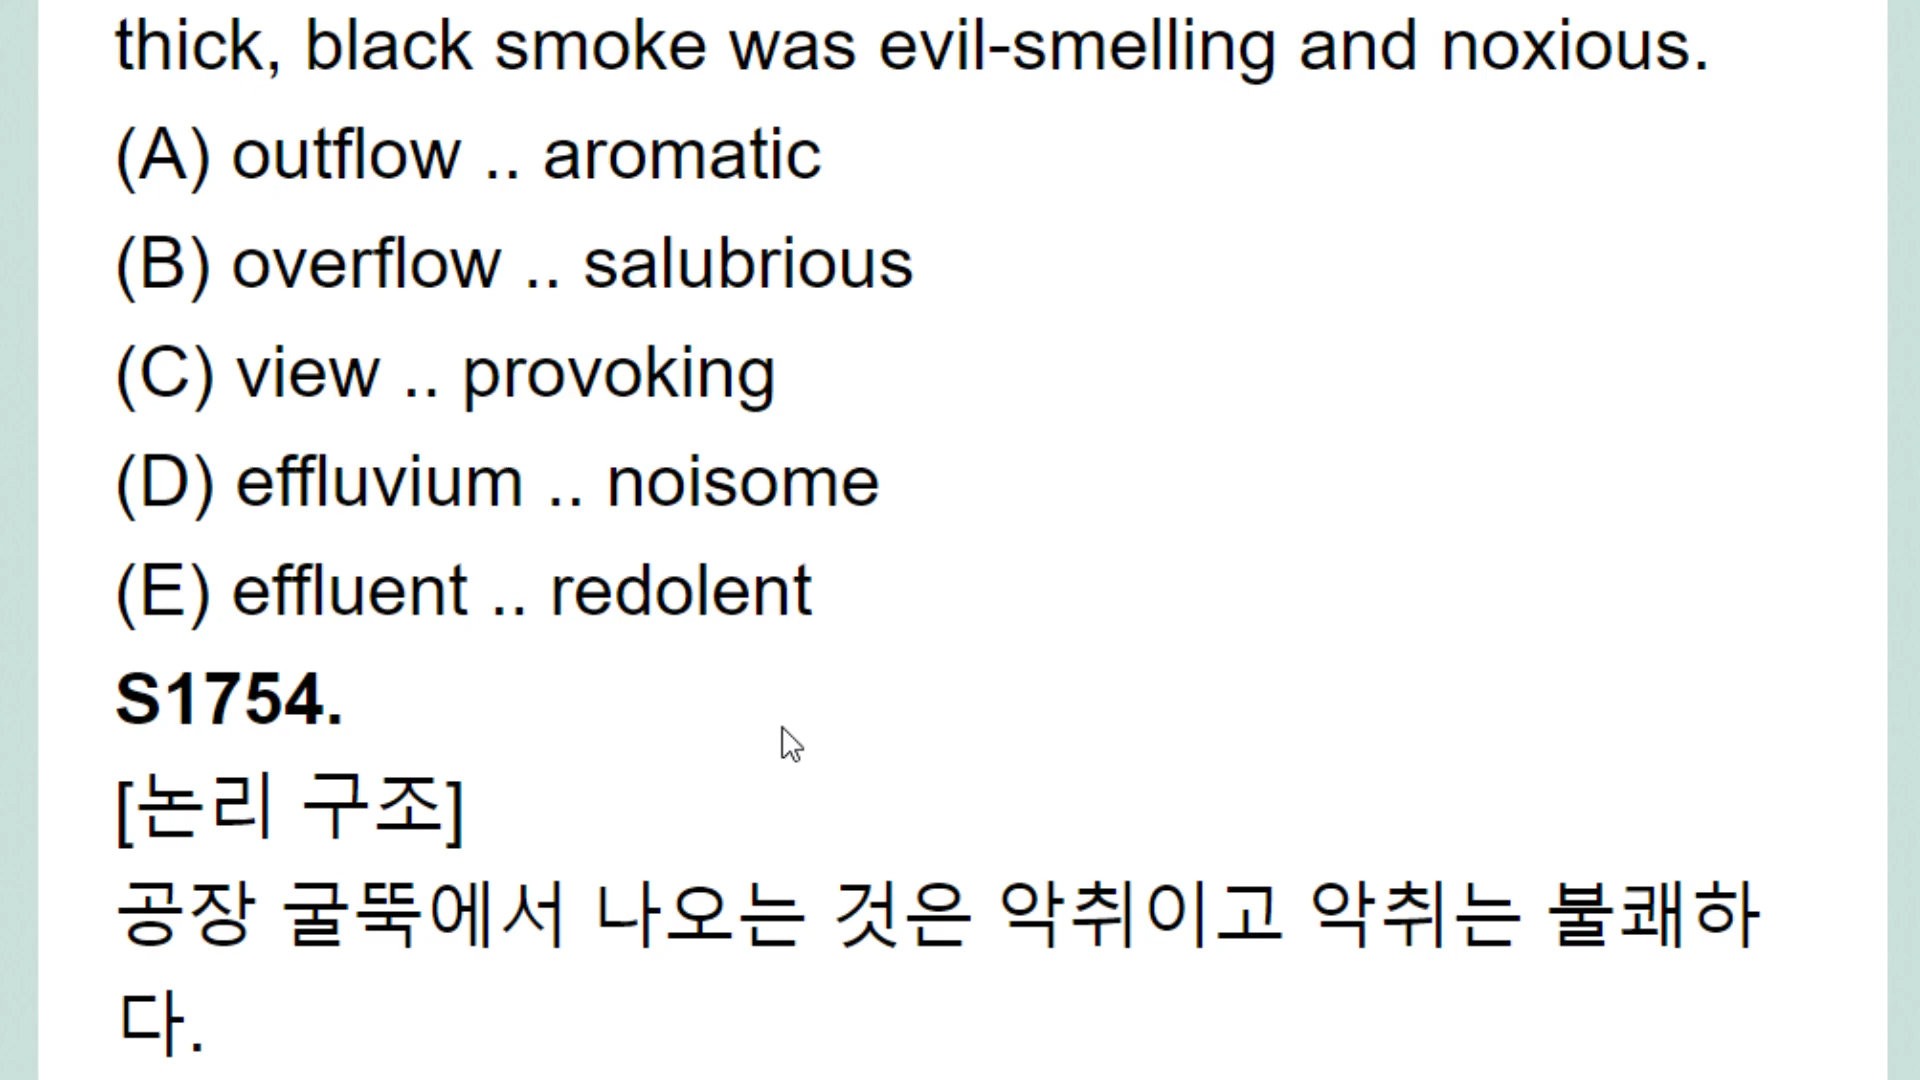 thick, black smoke was evil-smelling and noxious.
(A) outflow .. aromatic
(B) overflow .. salubrious
(C) view .. provoking
(D) effluvium .. noisome
(E) effluent .. redolent
S1754.
[논리 구조]
공장 굴뚝에서 나오는 것은 악취이고 악취는 불쾌하
다.